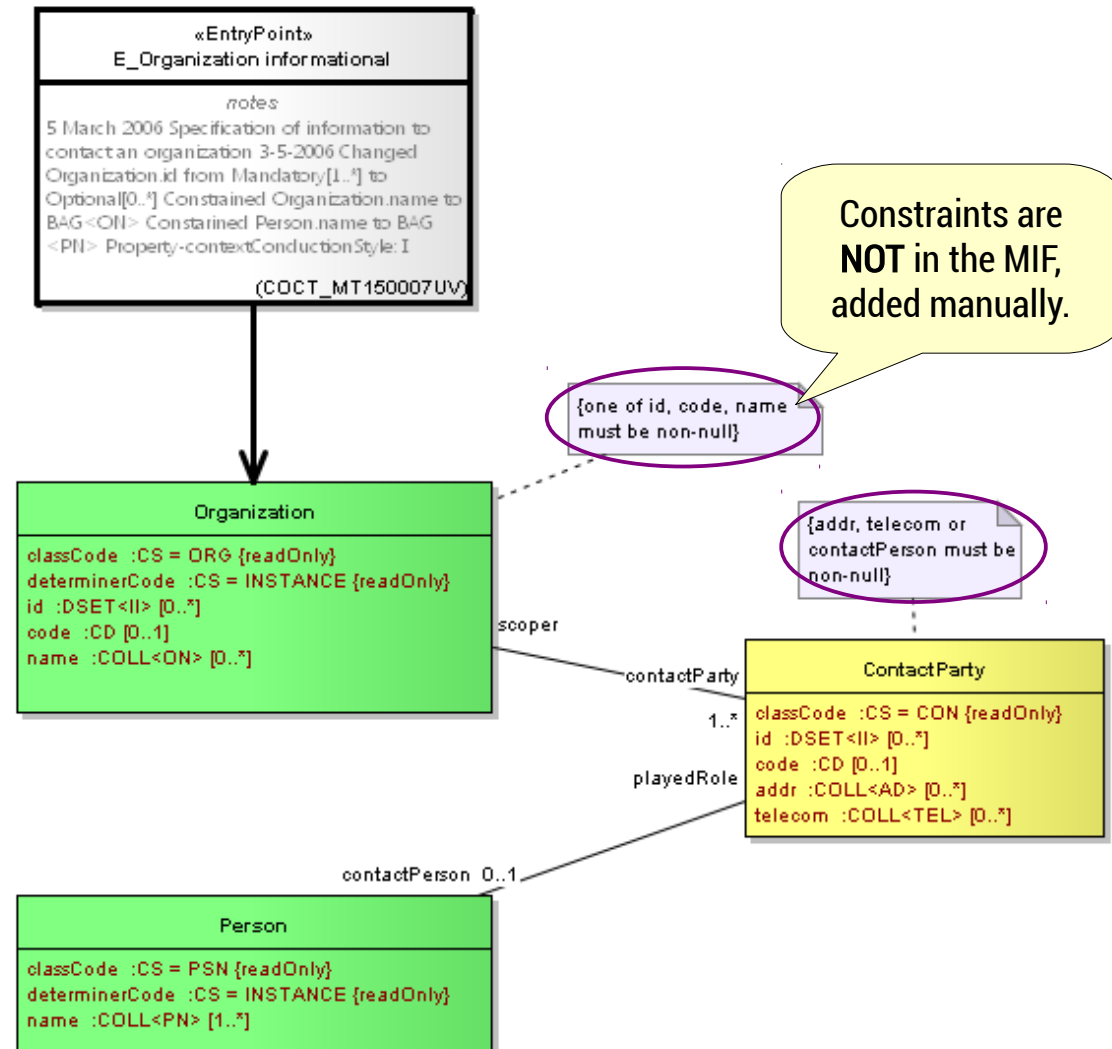 «EntryPoint»
E_Organization informational
notes
5 March 2006 Specification of information to
contact an organization 3-5-2006 Changed
Organization.id from Mandatory[1..*] to
Optional[0..*] Constrained Organization.name to
BAG<ON> Constarined Person.name to BAG
<PN> Property-contextConductionStyle: I
(COCT_MT150007UV)
Constraints are
NOT in the MIF,
added manually.
{one of id, code, name
must be non-null}
{addr, telecom or
contactPerson must be
non-null}
Organization
classCode :CS = ORG {readOnly}
determinerCode :CS = INSTANCE {readOnly}
id :DSET<II> [0..*]
code :CD [0..1]
name :COLL<ON> [0..*]
scoper
contactParty
1..*
ContactParty
classCode :CS = CON {readOnly}
id :DSET<II> [0..*]
code :CD [0..1]
addr :COLL<AD> [0..*]
telecom :COLL<TEL> [0..*]
playedRole
contactPerson 0..1
Person
classCode :CS = PSN {readOnly}
determinerCode :CS = INSTANCE {readOnly}
name :COLL<PN> [1..*]